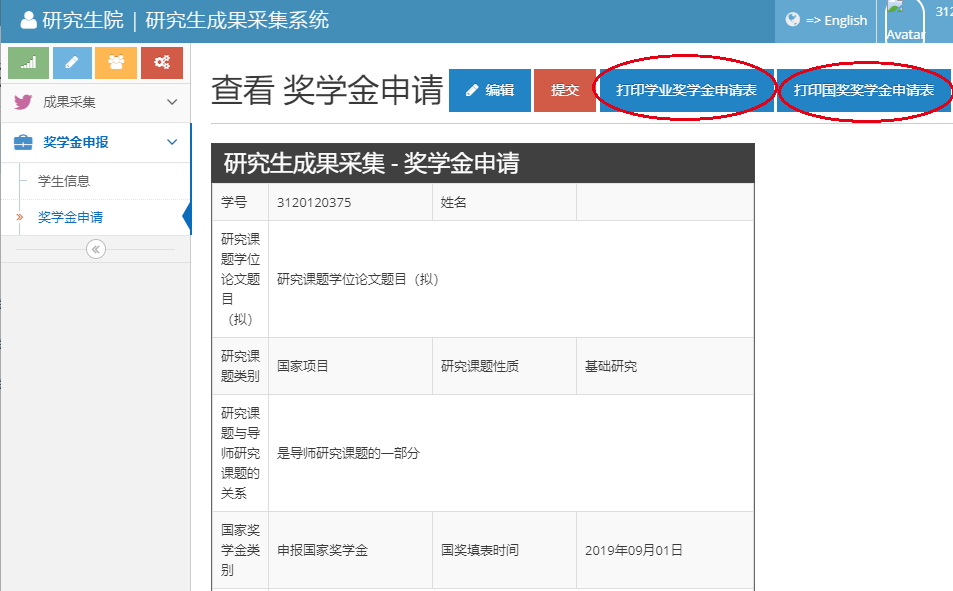 研究生院 | 研究生成果采集系统
=> English
Avatar
312
成果采集
奖学金申报
学生信息
奖学金申请
查看 奖学金申请
编辑
提交
打印学业奖学金申请表
打印国奖奖学金申请表
研究生成果采集 - 奖学金申请
学号
3120120375
姓名
研究课
题学位
论文题
目
（拟）
研究课题学位论文题目（拟）
研究课
题类别
国家项目
研究课题性质
基础研究
研究课
题与导
师研究
课题的
关系
是导师研究课题的一部分
国家奖
学金类
别
申报国家奖学金
国奖填表时间
2019年09月01日